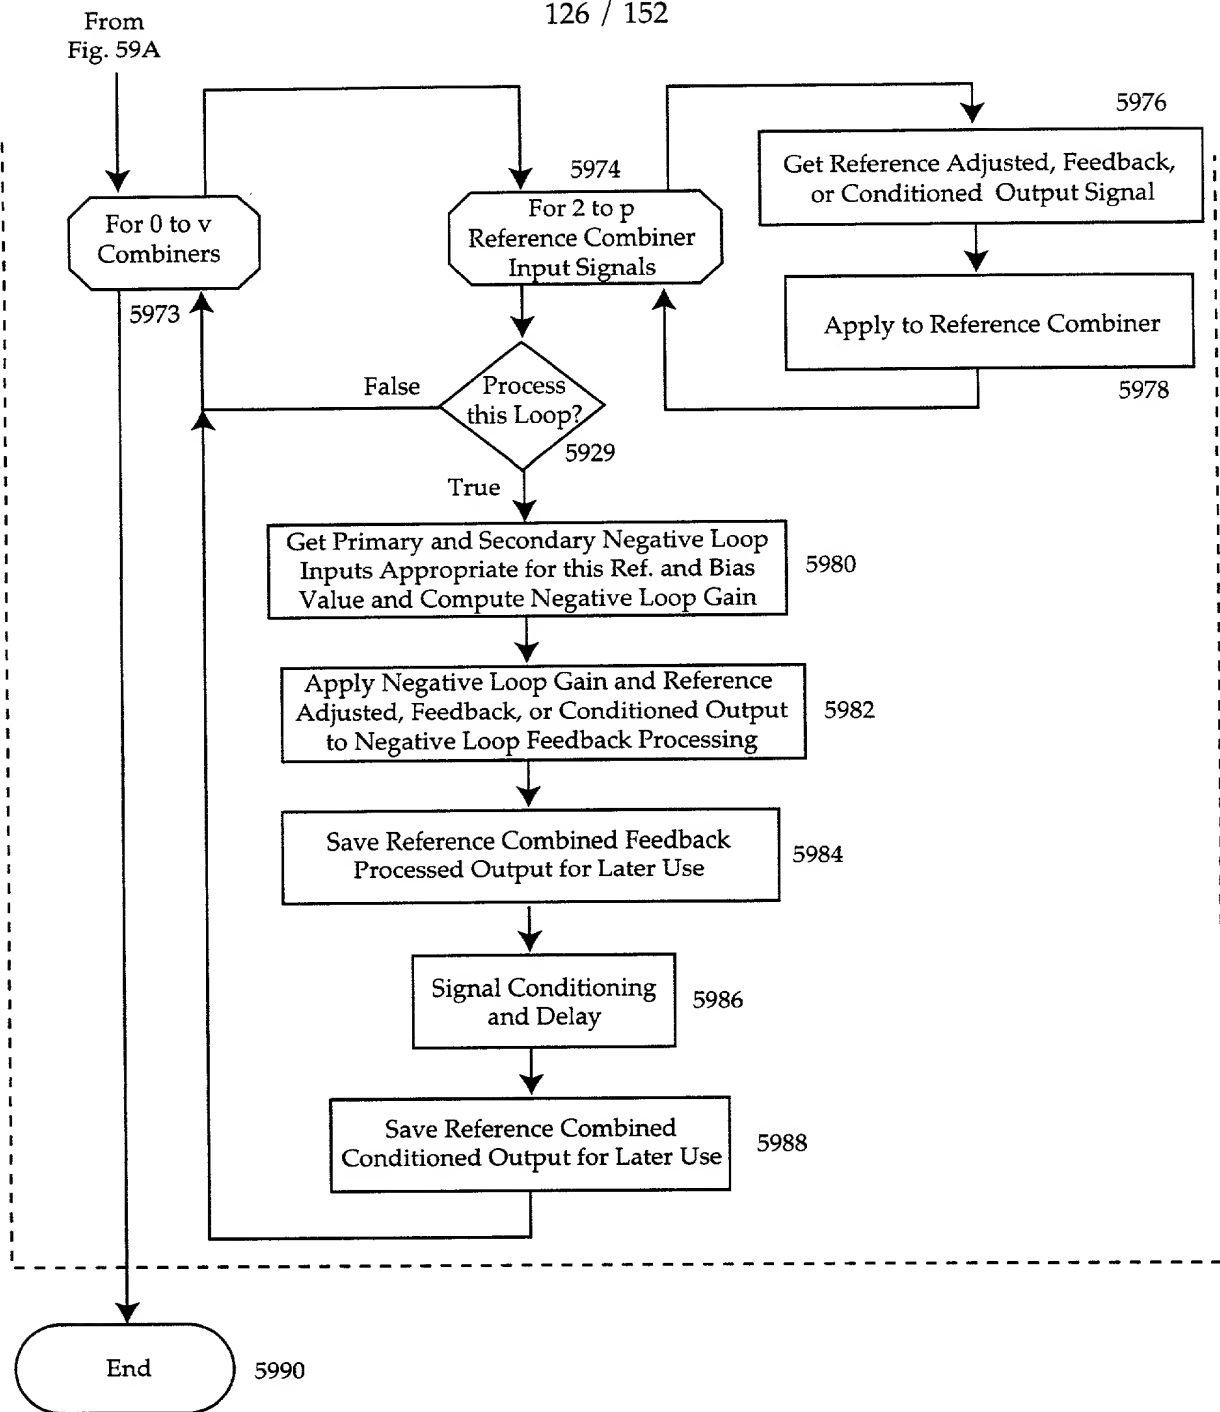 126 / 152
From
Fig. 59A
For 0 to v
Combiners
5973
5974
For 2 to p
Reference Combiner
Input Signals
5976
Get Reference Adjusted, Feedback,
or Conditioned Output Signal
Apply to Reference Combiner
5978
False
Process
this Loop?
5929
True
Get Primary and Secondary Negative Loop
Inputs Appropriate for this Ref. and Bias
Value and Compute Negative Loop Gain
5980
Apply Negative Loop Gain and Reference
Adjusted, Feedback, or Conditioned Output
to Negative Loop Feedback Processing
5982
Save Reference Combined Feedback
Processed Output for Later Use
5984
Signal Conditioning
and Delay
5986
Save Reference Combined
Conditioned Output for Later Use
5988
End
5990